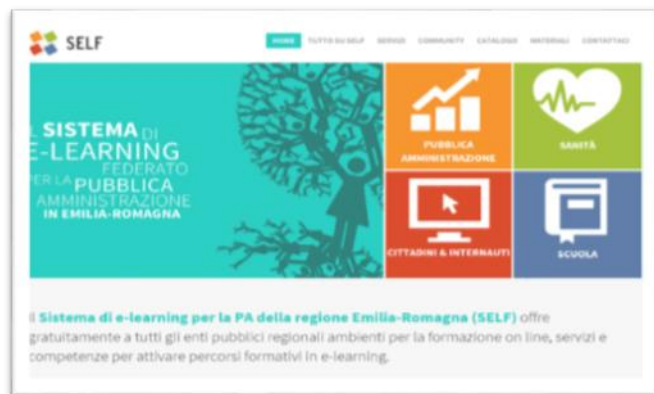 SELF
HOME TUTTO SU SELF SERVIZI COMMUNITY CATALOGO MATERIALI CONTATTACI
IL SISTEMA DI
E-LEARNING
FEDERATO
PER LA PUBBLICA
AMMINISTRAZIONE
IN EMILIA-ROMAGNA
PUBBLICA
AMMINISTRAZIONE
SANITÀ
CITTADINI & INTERNAUTI
SCUOLA
Il Sistema di e-learning per la PA della regione Emilia-Romagna (SELF) offre
gratuitamente a tutti gli enti pubblici regionali ambienti per la formazione on line, servizi e
competenze per attivare percorsi formativi in e-learning.